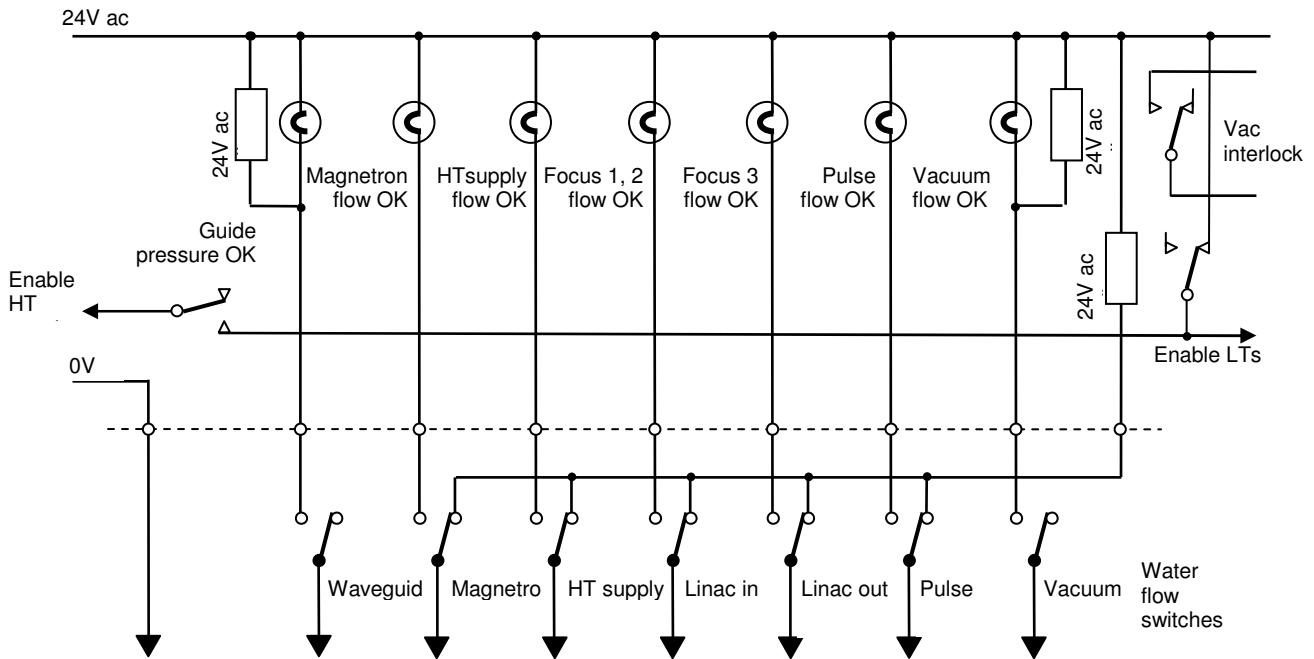 24V ac
24V ac
Magnetron
flow OK
HTsupply
flow OK
Focus 1, 2
flow OK
Focus 3
flow OK
Pulse
flow OK
Vacuum
flow OK
24V ac
Vac
interlock
Guide
pressure OK
24V ac
Enable
HT
Enable LTs
0V
Waveguid
Magnetro
HT supply
Linac in
Linac out
Pulse
Vacuum
Water
flow
switches